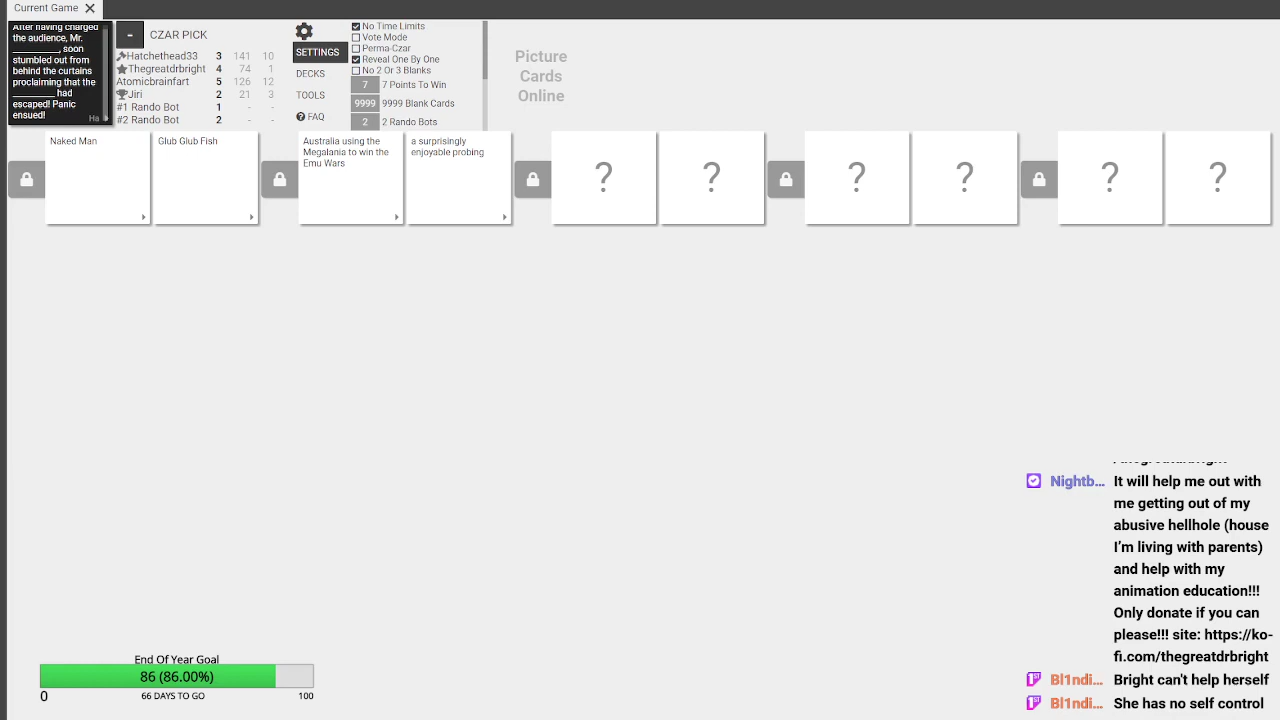 Current Game
After having charged
the audience, Mr.
________ soon
stumbled out from
behind the curtains
proclaiming that the
_______ had
escaped! Panic
ensued!
Ha
-
CZAR PICK
Hatchethead33 3 141 10
Thegreatdrbright 4 74 1
Atomicbrainfart 5 126 12
Jiri 2 21 3
#1 Rando Bot 1 - -
#2 Rando Bot 2 - -
SETTINGS
DECKS
TOOLS
FAQ
No Time Limits
Vote Mode
Perma-Czar
Reveal One By One
No 2 Or 3 Blanks
7 7 Points To Win
9999 9999 Blank Cards
2 2 Rando Bots
Picture
Cards
Online
Naked Man
Glub Glub Fish
Australia using the
Megalania to win the
Emu Wars
a surprisingly
enjoyable probing
?
?
?
?
?
?
Nightb... It will help me out with
me getting out of my
abusive hellhole (house
I'm living with parents)
and help with my
animation education!!!
Only donate if you can
please!!! site: https://ko-
fi.com/thegreatdrbright
Bl1ndi... Bright can't help herself
Bl1ndi... She has no self control
End Of Year Goal
86 (86.00%)
0 66 DAYS TO GO 100